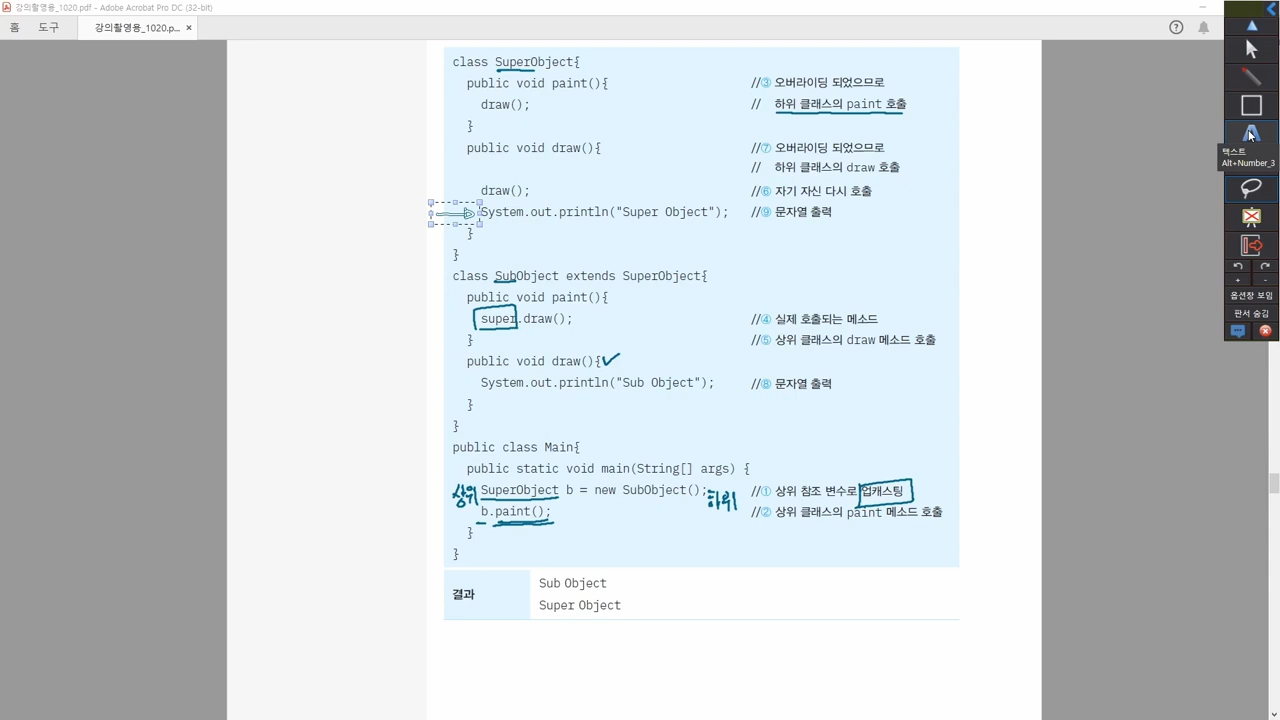 강의촬영용_1020.pdf - Adobe Acrobat Pro DC (32-bit)
홈 도구 강의촬영용_1020.p... ×
텍스트
Alt+Number_3
옵션창 보임
판서 숨김
class SuperObject{
public void paint(){ //③ 오버라이딩 되었으므로
draw(); // 하위 클래스의 paint 호출
}
public void draw(){ //⑦ 오버라이딩 되었으므로
// 하위 클래스의 draw 호출
draw(); //⑥ 자기 자신 다시 호출
System.out.println("Super Object"); //⑨ 문자열 출력
}
}
class SubObject extends SuperObject{
public void paint(){
super.draw(); //④ 실제 호출되는 메소드
} //⑤ 상위 클래스의 draw 메소드 호출
public void draw(){
System.out.println("Sub Object"); //⑧ 문자열 출력
}
}
public class Main{
public static void main(String[] args) {
상위 SuperObject b = new SubObject(); 하위 //① 상위 참조 변수로 업캐스팅
b.paint(); //② 상위 클래스의 paint 메소드 호출
}
}
결과
Sub Object
Super Object